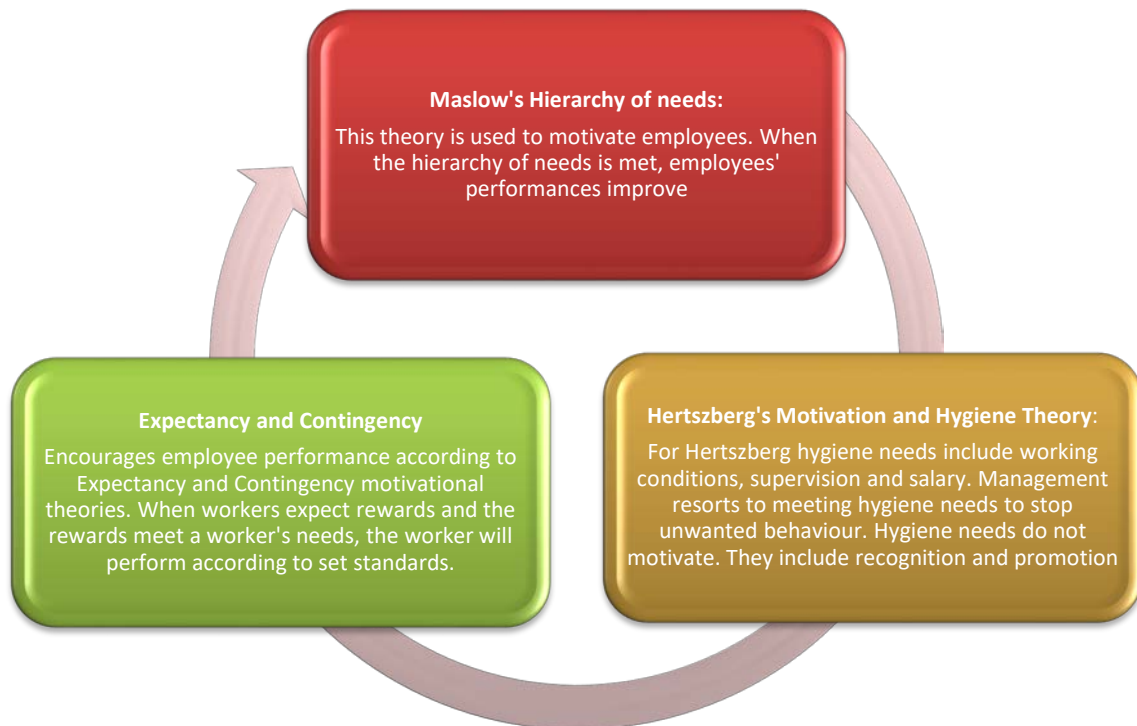 Maslow's Hierarchy of needs:
This theory is used to motivate employees. When
the hierarchy of needs is met, employees'
performances improve
Hertszberg's Motivation and Hygiene Theory:
For Hertszberg hygiene needs include working
conditions, supervision and salary. Management
resorts to meeting hygiene needs to stop
unwanted behaviour. Hygiene needs do not
motivate. They include recognition and promotion
Expectancy and Contingency
Encourages employee performance according to
Expectancy and Contingency motivational
theories. When workers expect rewards and the
rewards meet a worker's needs, the worker will
perform according to set standards.